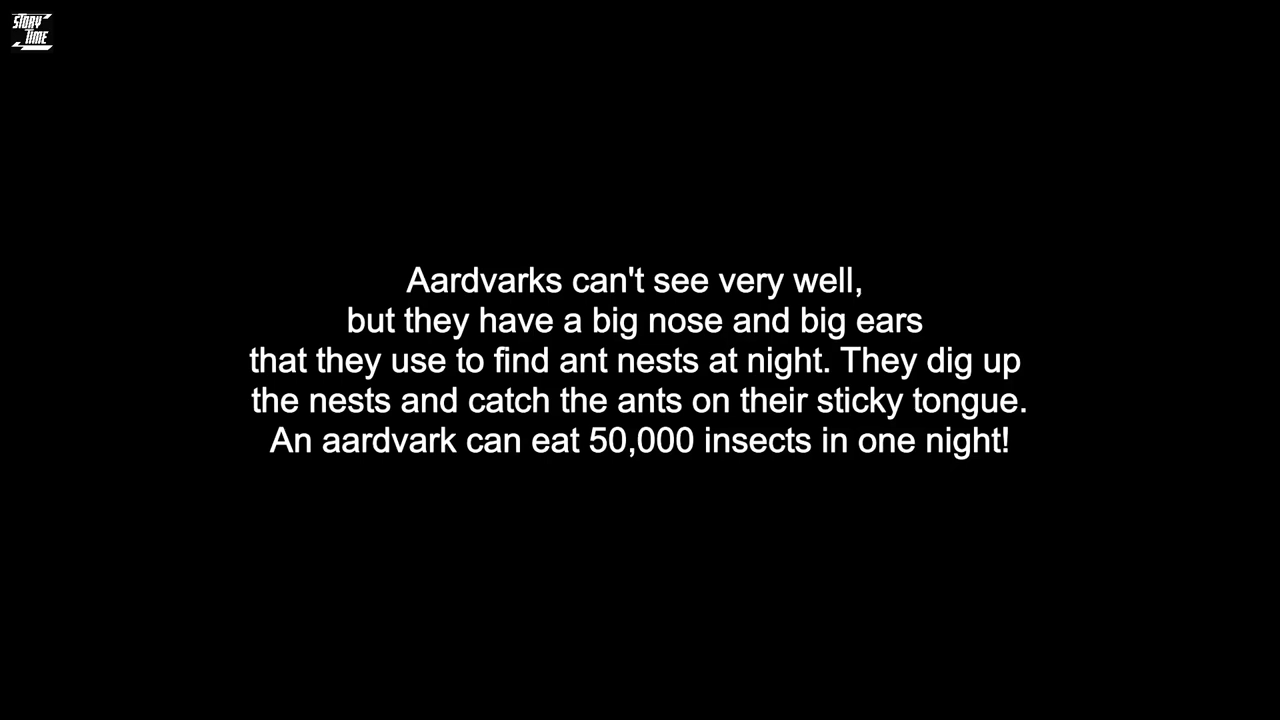 STORY
TIME
Aardvarks can't see very well,
but they have a big nose and big ears
that they use to find ant nests at night. They dig up
the nests and catch the ants on their sticky tongue.
An aardvark can eat 50,000 insects in one night!